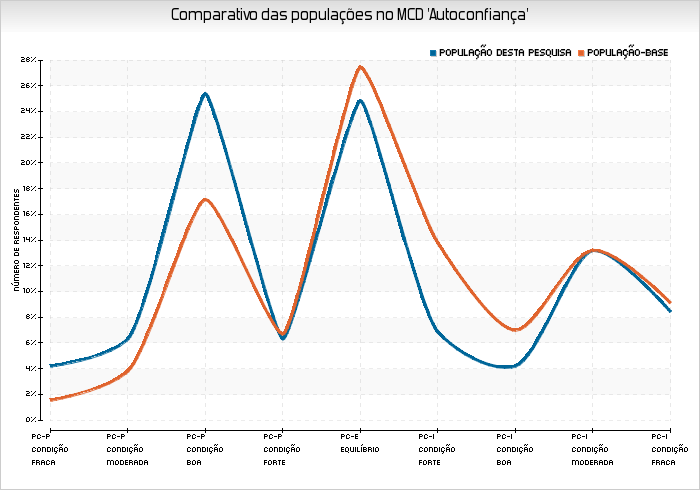 Comparativo das populações no MCD 'Autoconfiança'
POPULAÇÃO DESTA PESQUISA POPULAÇÃO-BASE
NÚMERO DE RESPONDENTES
28%
26%
24%
22%
20%
18%
16%
14%
12%
10%
8%
6%
4%
2%
0%
PC-P PC-P PC-P PC-P PC-E PC-I PC-I PC-I PC-I
CONDIÇÃO CONDIÇÃO CONDIÇÃO CONDIÇÃO EQUILÍBRIO CONDIÇÃO CONDIÇÃO CONDIÇÃO CONDIÇÃO
FRACA MODERADA BOA FORTE FORTE BOA MODERADA FRACA